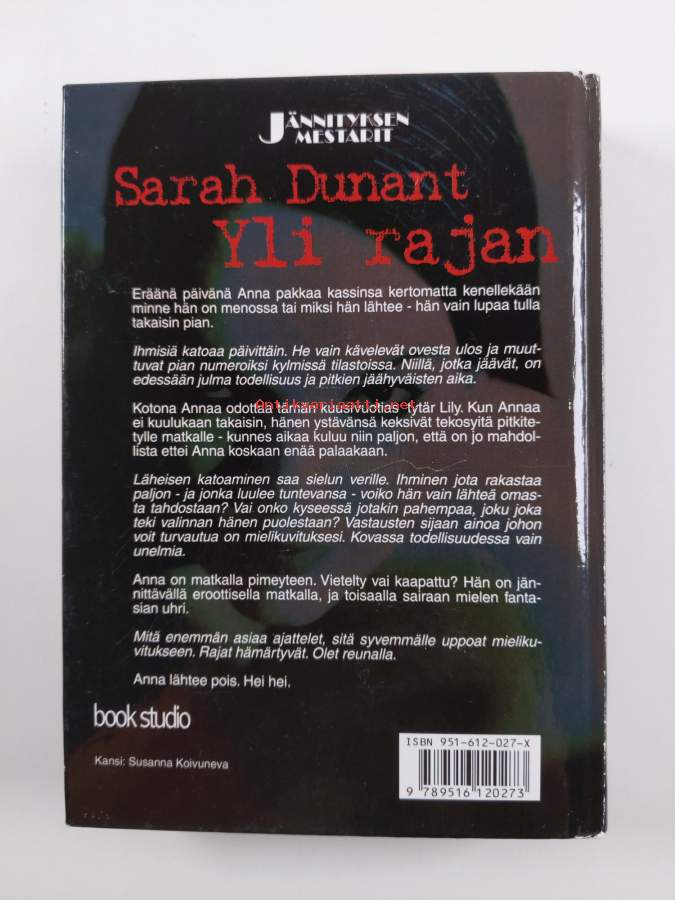 JÄNNITYKSEN
MESTARIT
Sarah Dunant
Yli rajan
Eräänä päivänä Anna pakkaa kassinsa kertomatta kenellekään
minne hän on menossa tai miksi hän lähtee - hän vain lupaa tulla
takaisin pian.
Ihmisiä katoaa päivittäin. He vain kävelevät ovesta ulos ja muut-
tuvat pian numeroiksi kylmissä tilastoissa. Niillä, jotka jäävät, on
edessään julma todellisuus ja pitkien jäähyväisten aika.
Kotona Annaa odottaa tämän kuusivuotias tytär Lily. Kun Annaa
Antikvariaatti.net
ei kuulukaan takaisin, hänen ystävänsä keksivät tekosyitä pitkite-
tylle matkalle - kunnes aikaa kuluu niin paljon, että on jo mahdol-
lista ettei Anna koskaan enää palaakaan.
Läheisen katoaminen saa sielun verille. Ihminen jota rakastaa
paljon - ja jonka luulee tuntevansa - voiko hän vain lähteä omas-
ta tahdostaan? Vai onko kyseessä jotakin pahempaa, joku joka
teki valinnan hänen puolestaan? Vastausten sijaan ainoa johon
voit turvautua on mielikuvituksesi. Kovassa todellisuudessa vain
unelmia.
Anna on matkalla pimeyteen. Vietelty vai kaapattu? Hän on jän-
nittävällä eroottisella matkalla, ja toisaalla sairaan mielen fanta-
sian uhri.
Mitä enemmän asiaa ajattelet, sitä syvemmälle uppoat mieliku-
vitukseen. Rajat hämärtyvät. Olet reunalla.
Anna lähtee pois. Hei hei.
book studio
Kansi: Susanna Koivuneva
ISBN 951-612-027-X
9 789516 120273